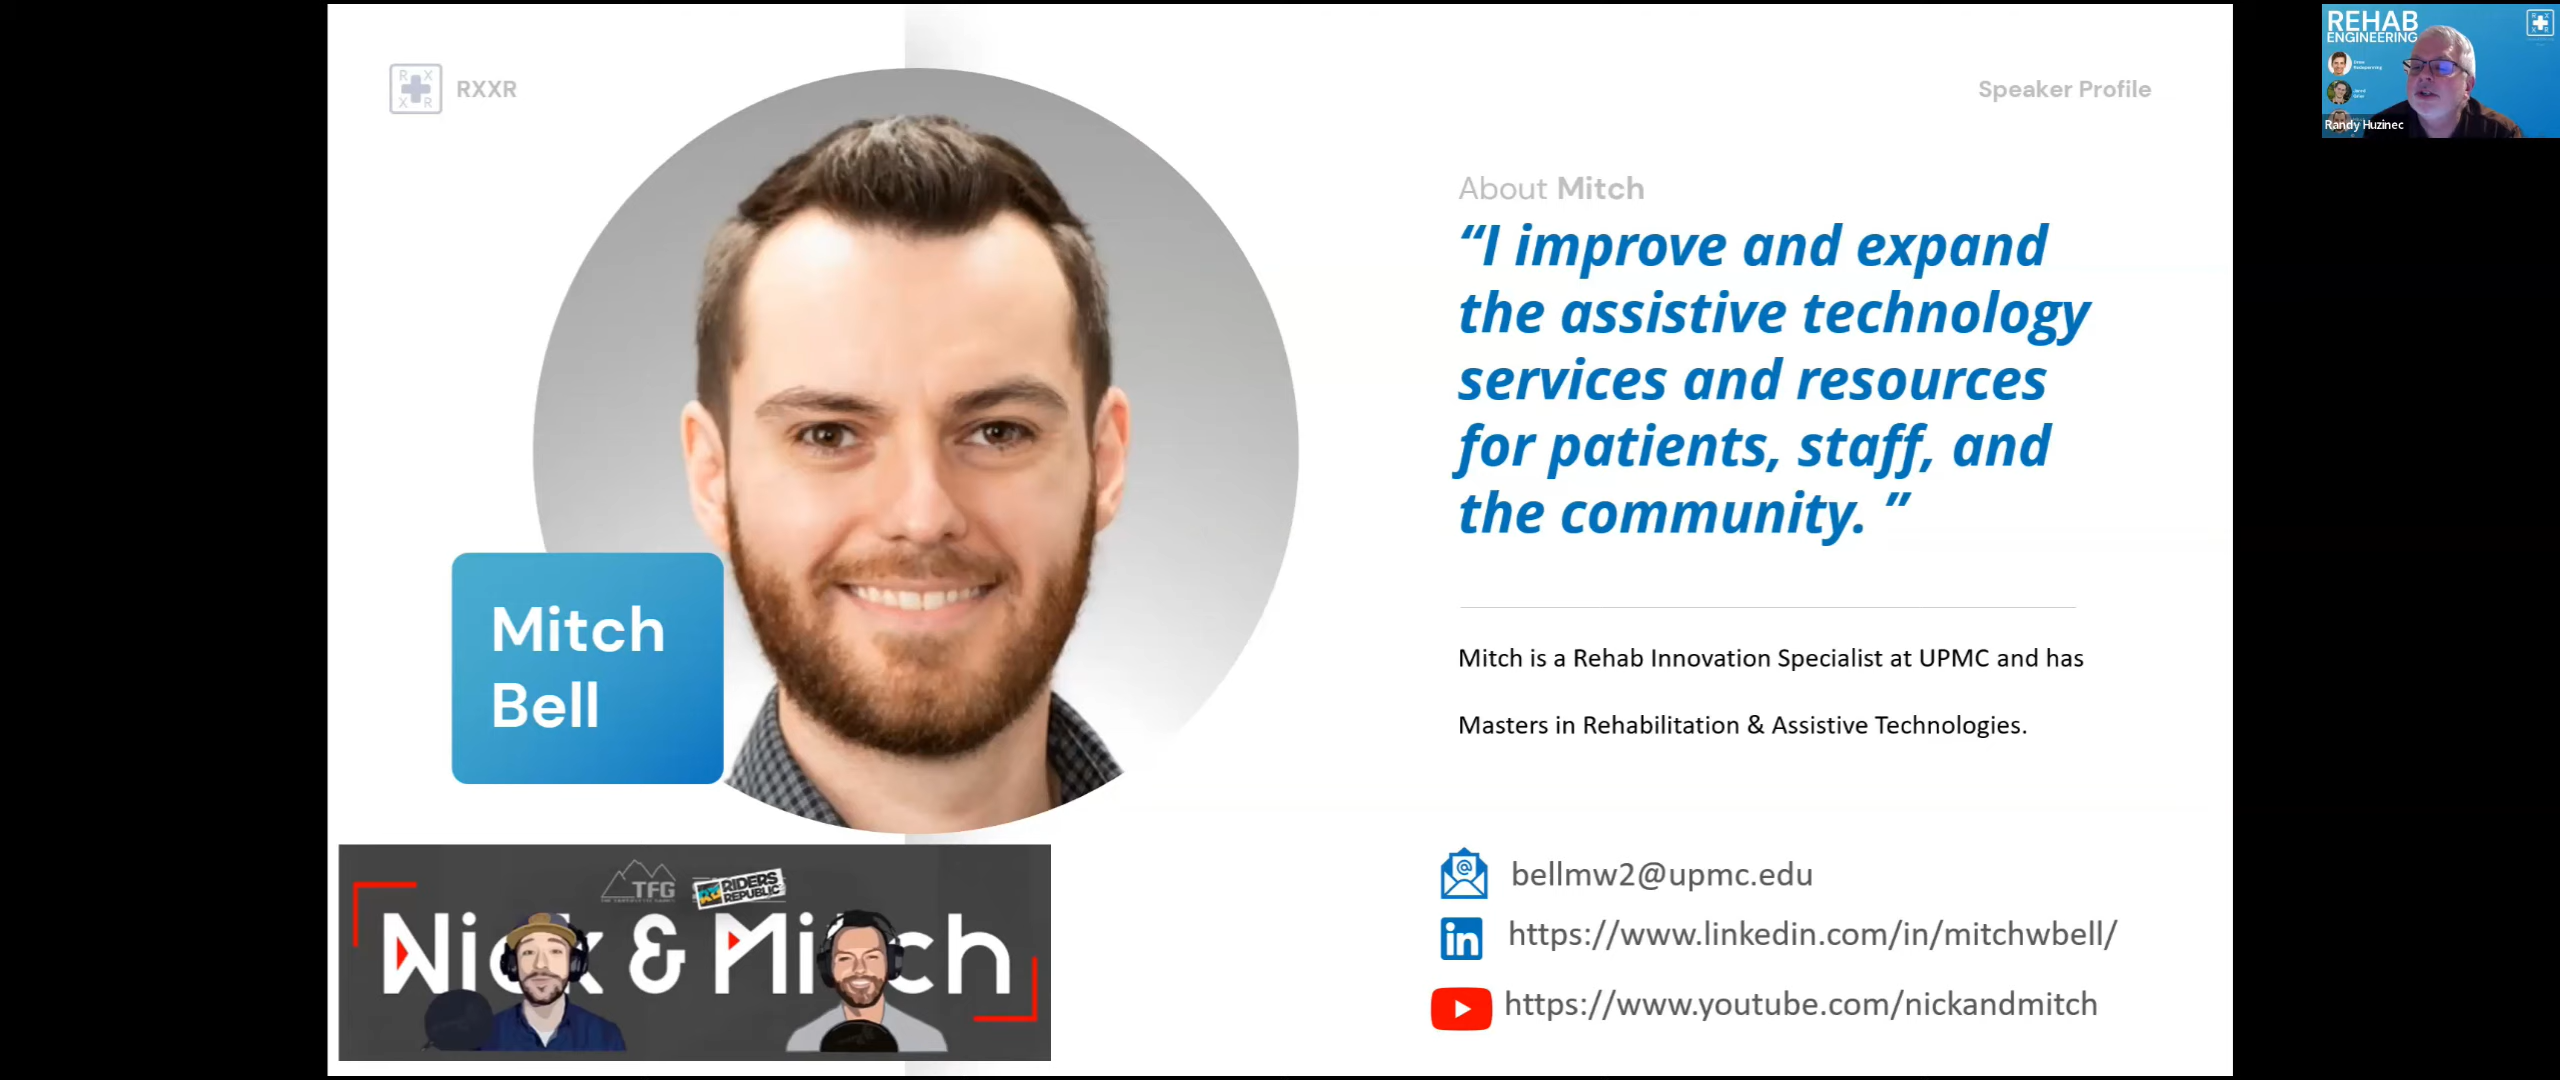 RXXR
R X
X R
Speaker Profile
About Mitch
“I improve and expand
the assistive technology
services and resources
for patients, staff, and
the community. ”
Mitch
Bell
Mitch is a Rehab Innovation Specialist at UPMC and has
Masters in Rehabilitation & Assistive Technologies.
TFG
RIDERS
REPUBLIC
Nick & Mitch
bellmw2@upmc.edu
https://www.linkedin.com/in/mitchwbell/
https://www.youtube.com/nickandmitch
REHAB
ENGINEERING
Randy Huzinec